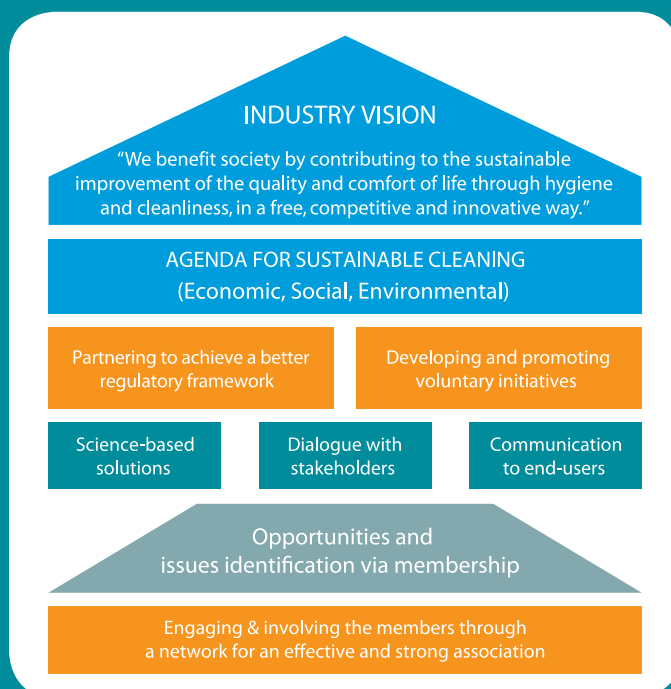 INDUSTRY VISION
“We benefit society by contributing to the sustainable
improvement of the quality and comfort of life through hygiene
and cleanliness, in a free, competitive and innovative way.”
AGENDA FOR SUSTAINABLE CLEANING
(Economic, Social, Environmental)
Partnering to achieve a better
regulatory framework
Developing and promoting
voluntary initiatives
Science-based
solutions
Dialogue with
stakeholders
Communication
to end-users
Opportunities and
issues identification via membership
Engaging & involving the members through
a network for an effective and strong association